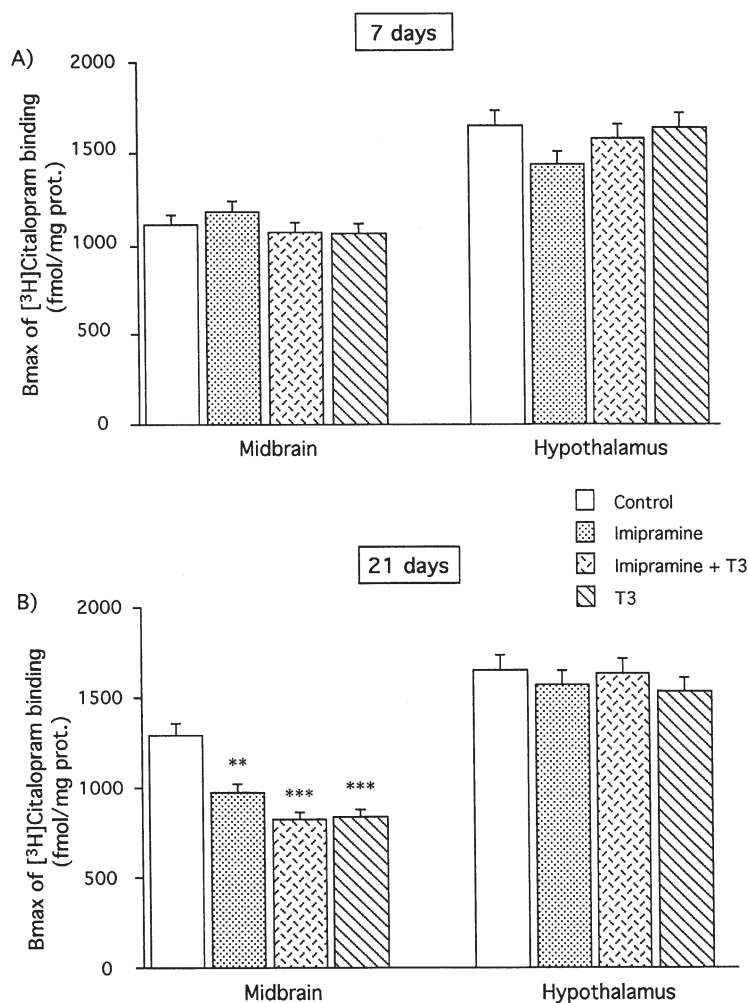 7 days
A)
2000
1500
1000
500
0
Bmax of [³H]Citalopram binding
(fmol/mg prot.)
Midbrain
Hypothalamus
Control
Imipramine
Imipramine + T3
T3
21 days
B)
2000
1500
1000
500
0
Bmax of [³H]Citalopram binding
(fmol/mg prot.)
**
***
***
Midbrain
Hypothalamus